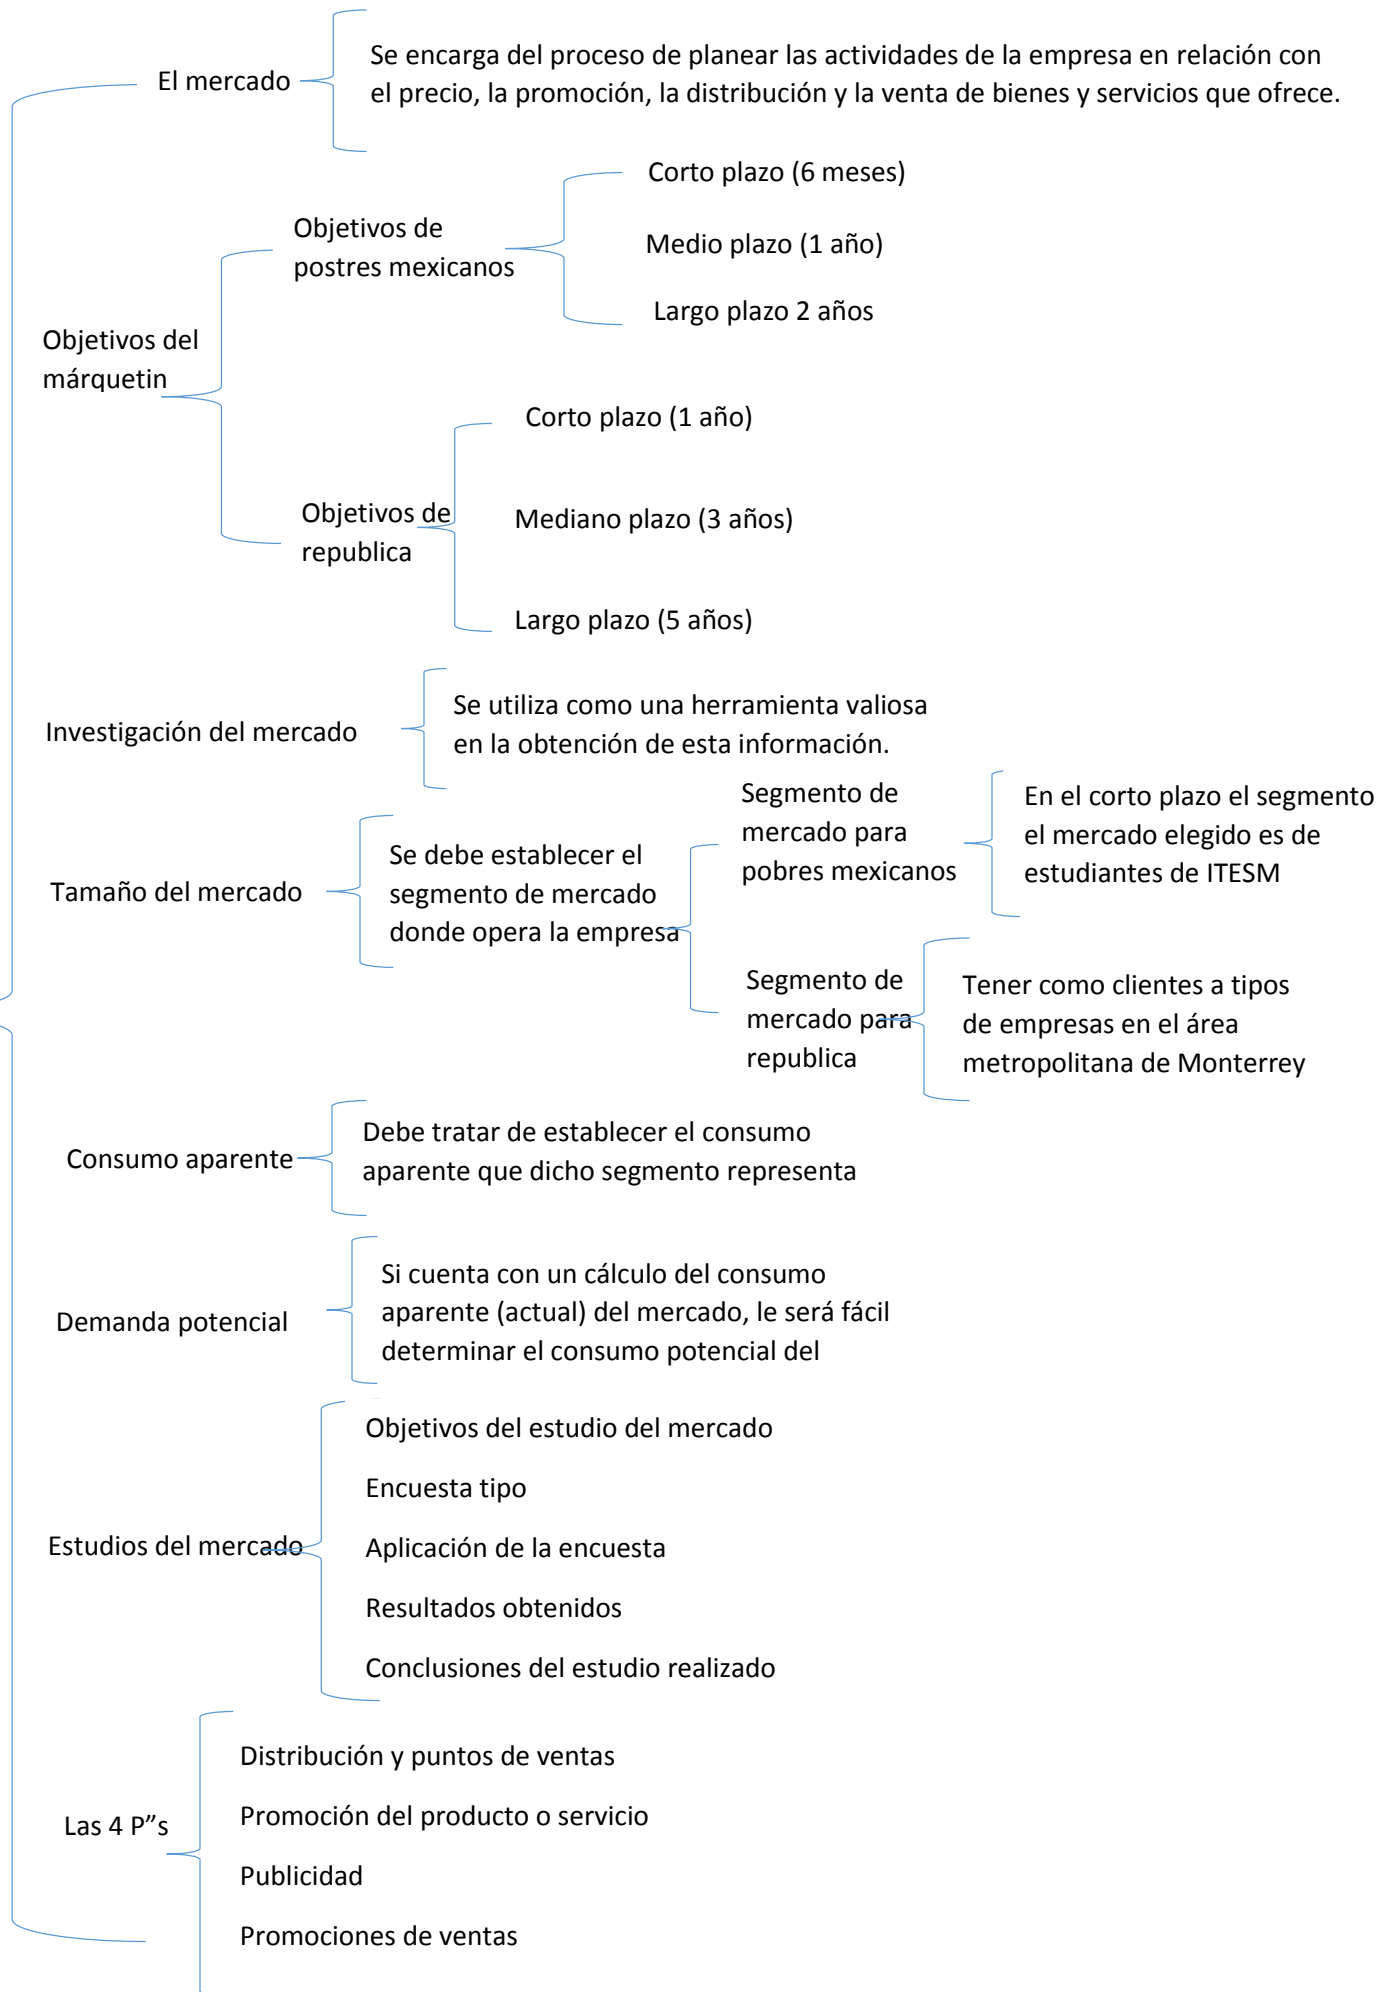 El mercado
Se encarga del proceso de planear las actividades de la empresa en relación con
el precio, la promoción, la distribución y la venta de bienes y servicios que ofrece.
Objetivos del
márquetin
Objetivos de
postres mexicanos
Corto plazo (6 meses)
Medio plazo (1 año)
Largo plazo 2 años
Objetivos de
republica
Corto plazo (1 año)
Mediano plazo (3 años)
Largo plazo (5 años)
Investigación del mercado
Se utiliza como una herramienta valiosa
en la obtención de esta información.
Tamaño del mercado
Se debe establecer el
segmento de mercado
donde opera la empresa
Segmento de
mercado para
pobres mexicanos
En el corto plazo el segmento
el mercado elegido es de
estudiantes de ITESM
Segmento de
mercado para
republica
Tener como clientes a tipos
de empresas en el área
metropolitana de Monterrey
Consumo aparente
Debe tratar de establecer el consumo
aparente que dicho segmento representa
Demanda potencial
Si cuenta con un cálculo del consumo
aparente (actual) del mercado, le será fácil
determinar el consumo potencial del
Estudios del mercado
Objetivos del estudio del mercado
Encuesta tipo
Aplicación de la encuesta
Resultados obtenidos
Conclusiones del estudio realizado
Las 4 P”s
Distribución y puntos de ventas
Promoción del producto o servicio
Publicidad
Promociones de ventas